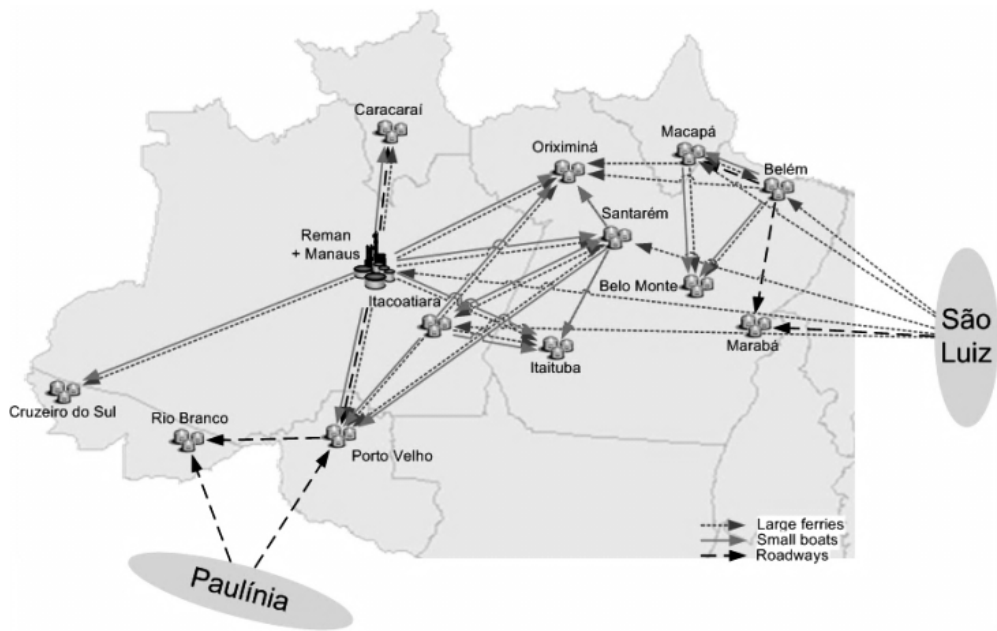 Caracaraí
Macapá
Oriximiná
Belém
Santarém
Reman
+ Manaus
Itacoatiara
Belo Monte
São
Luiz
Marabá
Itaituba
Cruzeiro do Sul
Rio Branco
Porto Velho
Large ferries
Small boats
Roadways
Paulínia